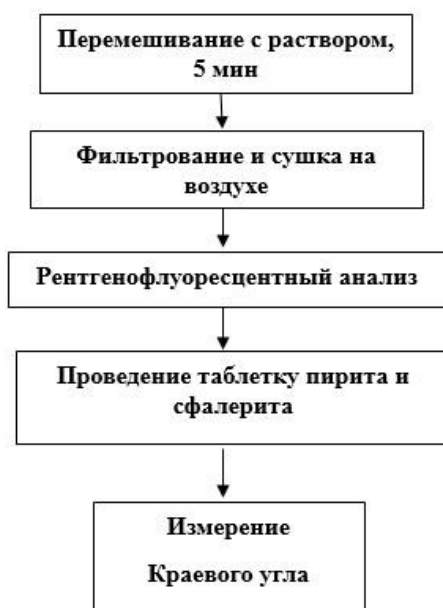 Перемешивание с раствором,
5 мин
Фильтрование и сушка на
воздухе
Рентгенофлуоресцентный анализ
Проведение таблетку пирита и
сфалерита
Измерение
Краевого угла